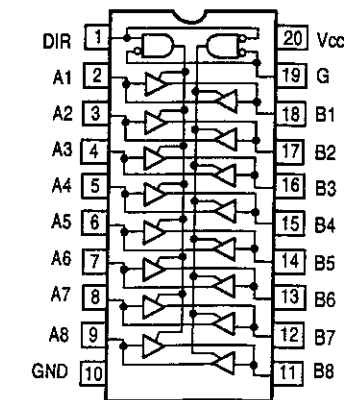 DIR 1 20 Vcc
A1 2 19 G
A2 3 18 B1
A3 4 17 B2
A4 5 16 B3
A5 6 15 B4
A6 7 14 B5
A7 8 13 B6
A8 9 12 B7
GND 10 11 B8